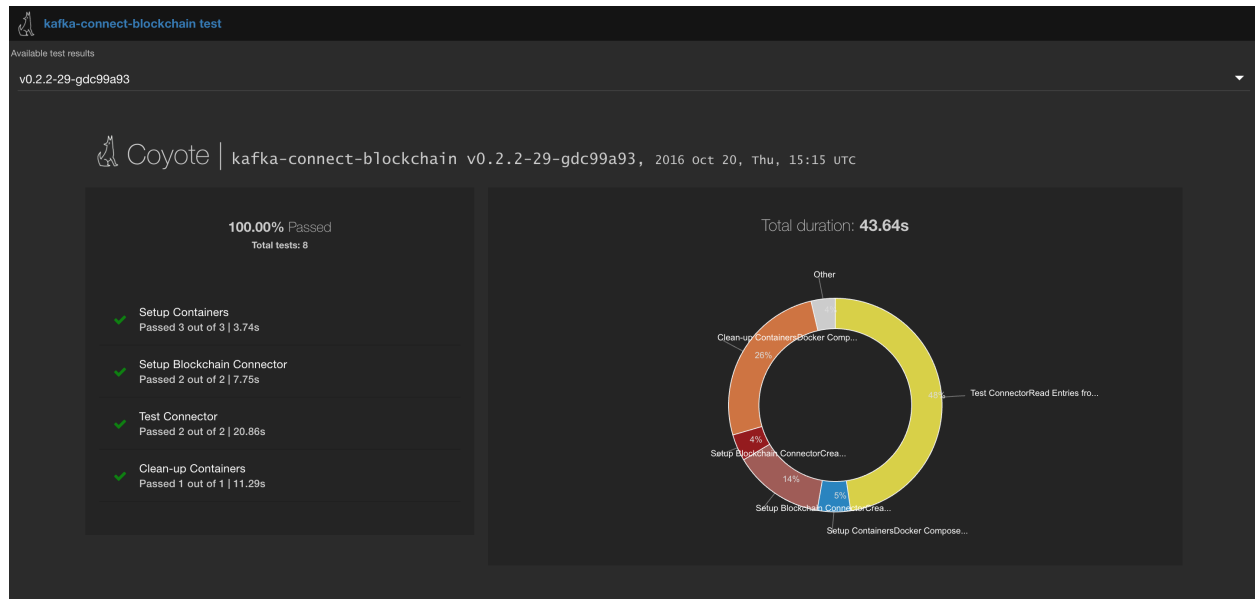 kafka-connect-blockchain test
Available test results
v0.2.2-29-gdc99a93
Coyote | kafka-connect-blockchain v0.2.2-29-gdc99a93, 2016 Oct 20, Thu, 15:15 UTC
100.00% Passed
Total tests: 8
Setup Containers
Passed 3 out of 3 | 3.74s
Setup Blockchain Connector
Passed 2 out of 2 | 7.75s
Test Connector
Passed 2 out of 2 | 20.86s
Clean-up Containers
Passed 1 out of 1 | 11.29s
Total duration: 43.64s
Other
Clean-up ContainersDocker Comp...
26%
48%
Test ConnectorRead Entries fro...
4%
Setup Blockchain ConnectorCrea...
14%
5%
Setup Blockchain ConnectorCrea...
Setup ContainersDocker Compose...